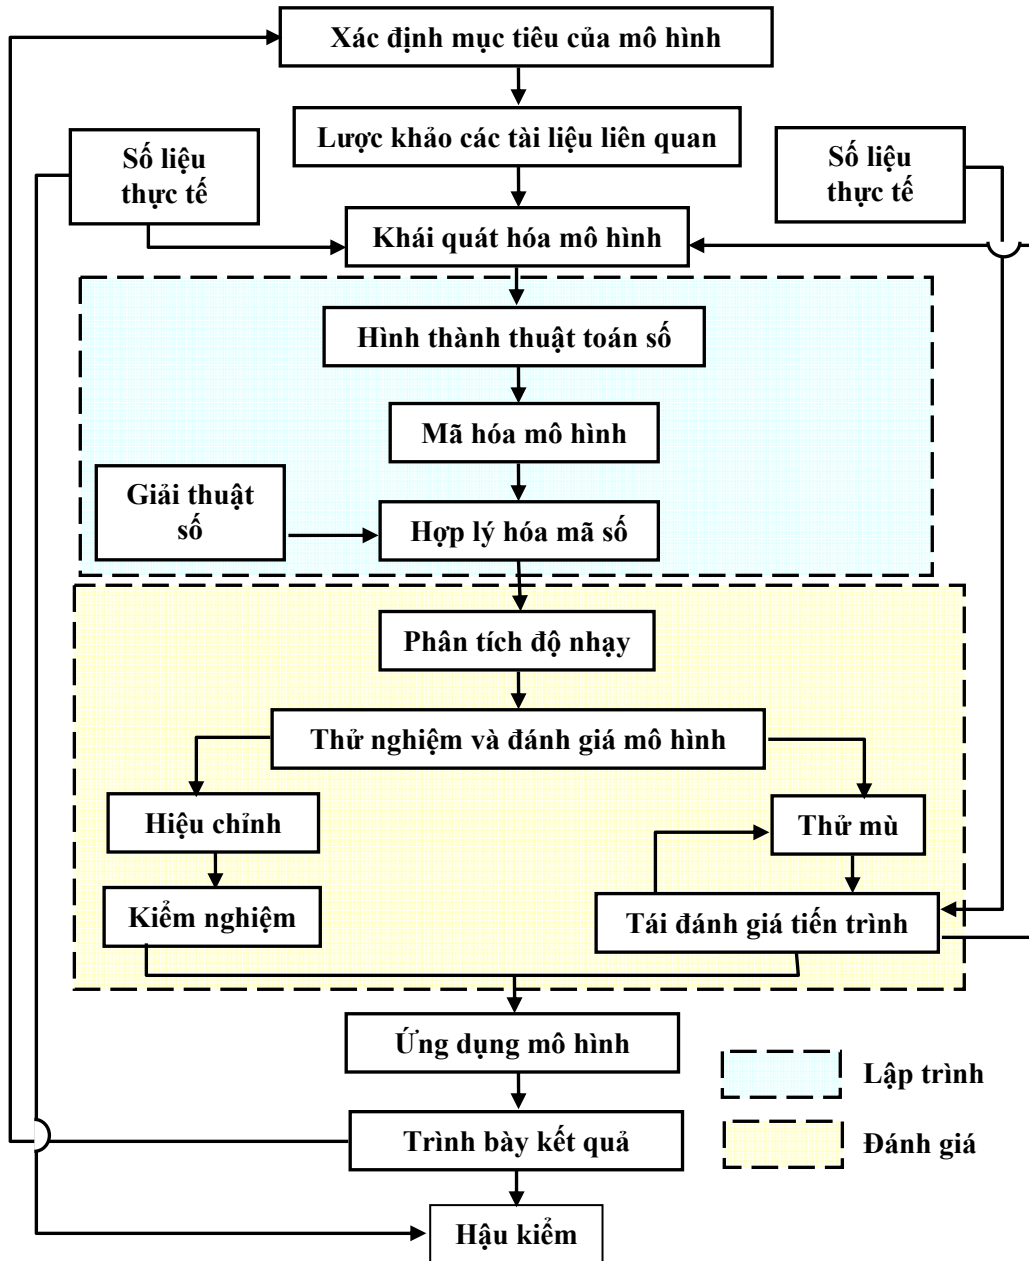 Xác định mục tiêu của mô hình
Lược khảo các tài liệu liên quan
Số liệu
thực tế
Số liệu
thực tế
Khái quát hóa mô hình
Hình thành thuật toán số
Mã hóa mô hình
Giải thuật
số
Hợp lý hóa mã số
Phân tích độ nhạy
Thử nghiệm và đánh giá mô hình
Hiệu chỉnh
Thử mù
Kiểm nghiệm
Tái đánh giá tiến trình
Ứng dụng mô hình
Lập trình
Trình bày kết quả
Đánh giá
Hậu kiểm